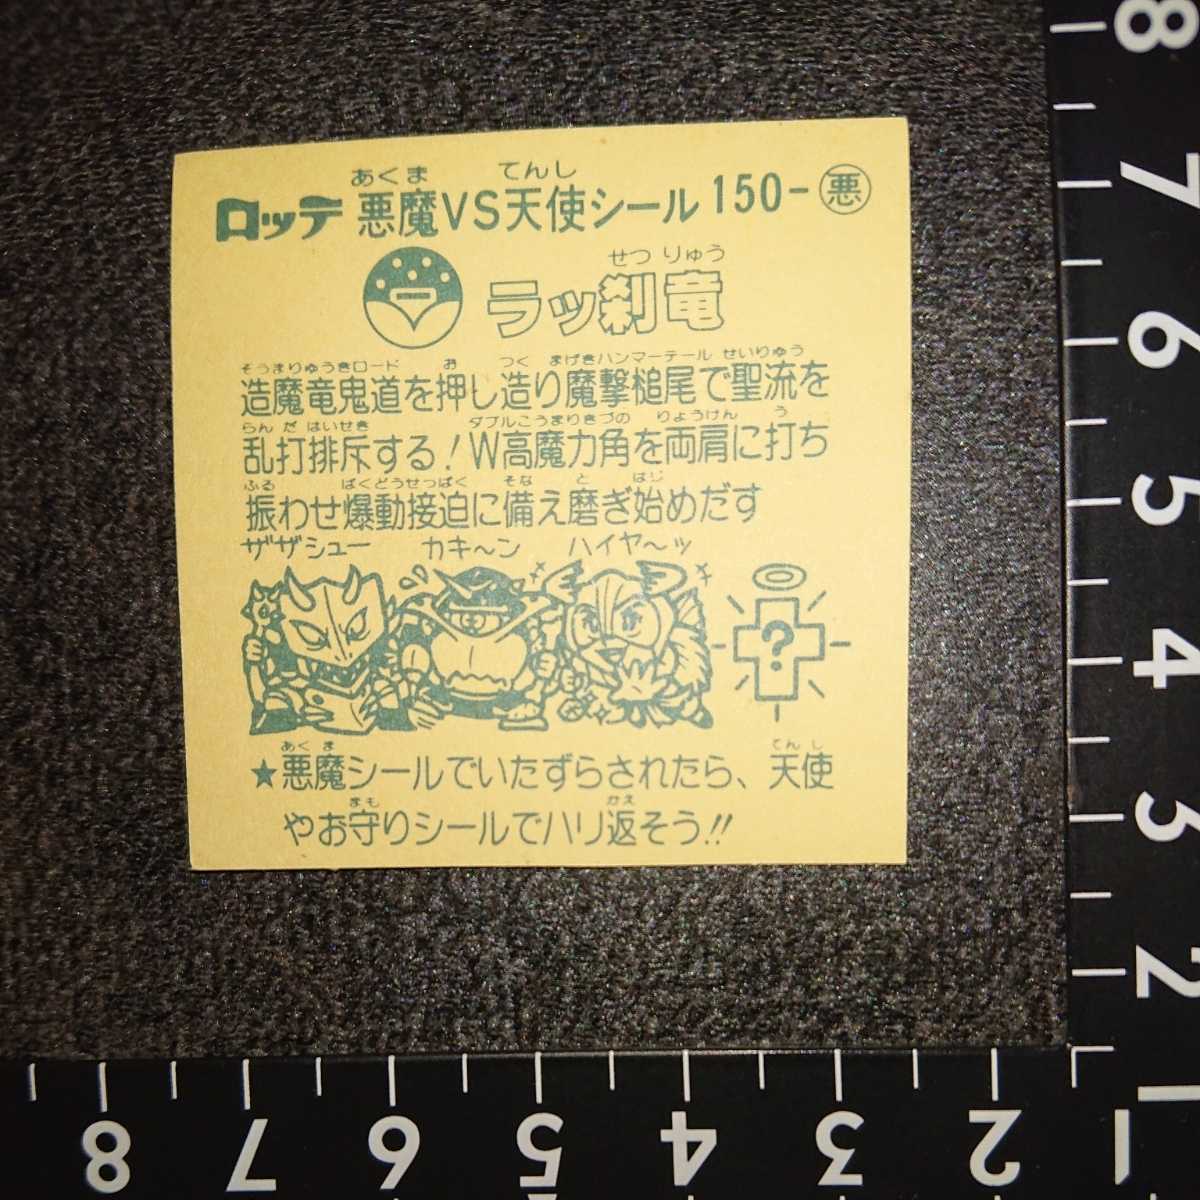 あくま てんし
ロッテ 悪魔VS天使シール 150-悪
せつ りゅう
ラッ刹竜
そうまりゅうきロード お つく まげきハンマーテール せいりゅう
造魔竜鬼道を押し造り魔撃槌尾で聖流を
らん だ はいせき ダブルこうまりきづの りょうけん う
乱打排斥する!W高魔力角を両肩に打ち
ふる ばくどうせっぱく そな と はじ
振わせ爆動接迫に備え磨ぎ始めだす
ザザシュー カキ〜ン ハイヤ〜ッ
?
あく ま てん し
★悪魔シールでいたずらされたら、天使
まも かえ
やお守りシールでハリ返そう!!
8
7
6
5
4
3
2
1
8 7 6 5 4 3 2